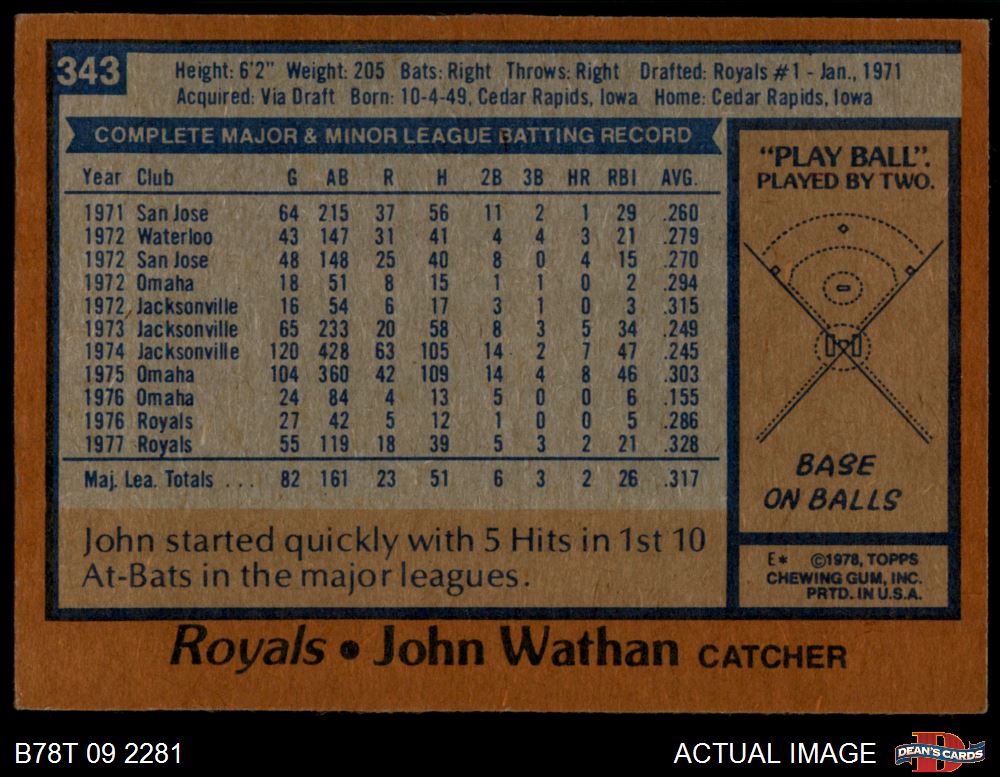 343
Height: 6'2" Weight: 205 Bats: Right Throws: Right Drafted: Royals #1 - Jan., 1971
Acquired: Via Draft Born: 10-4-49, Cedar Rapids, Iowa Home: Cedar Rapids, Iowa
COMPLETE MAJOR & MINOR LEAGUE BATTING RECORD
Year Club G AB R H 2B 3B HR RBI AVG.
1971 San Jose 64 215 37 56 11 2 1 29 .260
1972 Waterloo 43 147 31 41 4 4 3 21 .279
1972 San Jose 48 148 25 40 8 0 4 15 .270
1972 Omaha 18 51 8 15 1 1 0 2 .294
1972 Jacksonville 16 54 6 17 3 1 0 3 .315
1973 Jacksonville 65 233 20 58 8 3 5 34 .249
1974 Jacksonville 120 428 63 105 14 2 7 47 .245
1975 Omaha 104 360 42 109 14 4 8 46 .303
1976 Omaha 24 84 4 13 5 0 0 6 .155
1976 Royals 27 42 5 12 1 0 0 5 .286
1977 Royals 55 119 18 39 5 3 2 21 .328
Maj. Lea. Totals . . . 82 161 23 51 6 3 2 26 .317
John started quickly with 5 Hits in 1st 10
At-Bats in the major leagues.
"PLAY BALL".
PLAYED BY TWO.
BASE
ON BALLS
E* ©1978, TOPPS
CHEWING GUM, INC.
PRTD. IN U.S.A.
Royals • John Wathan CATCHER
B78T 09 2281
ACTUAL IMAGE
D
DEAN'S CARDS